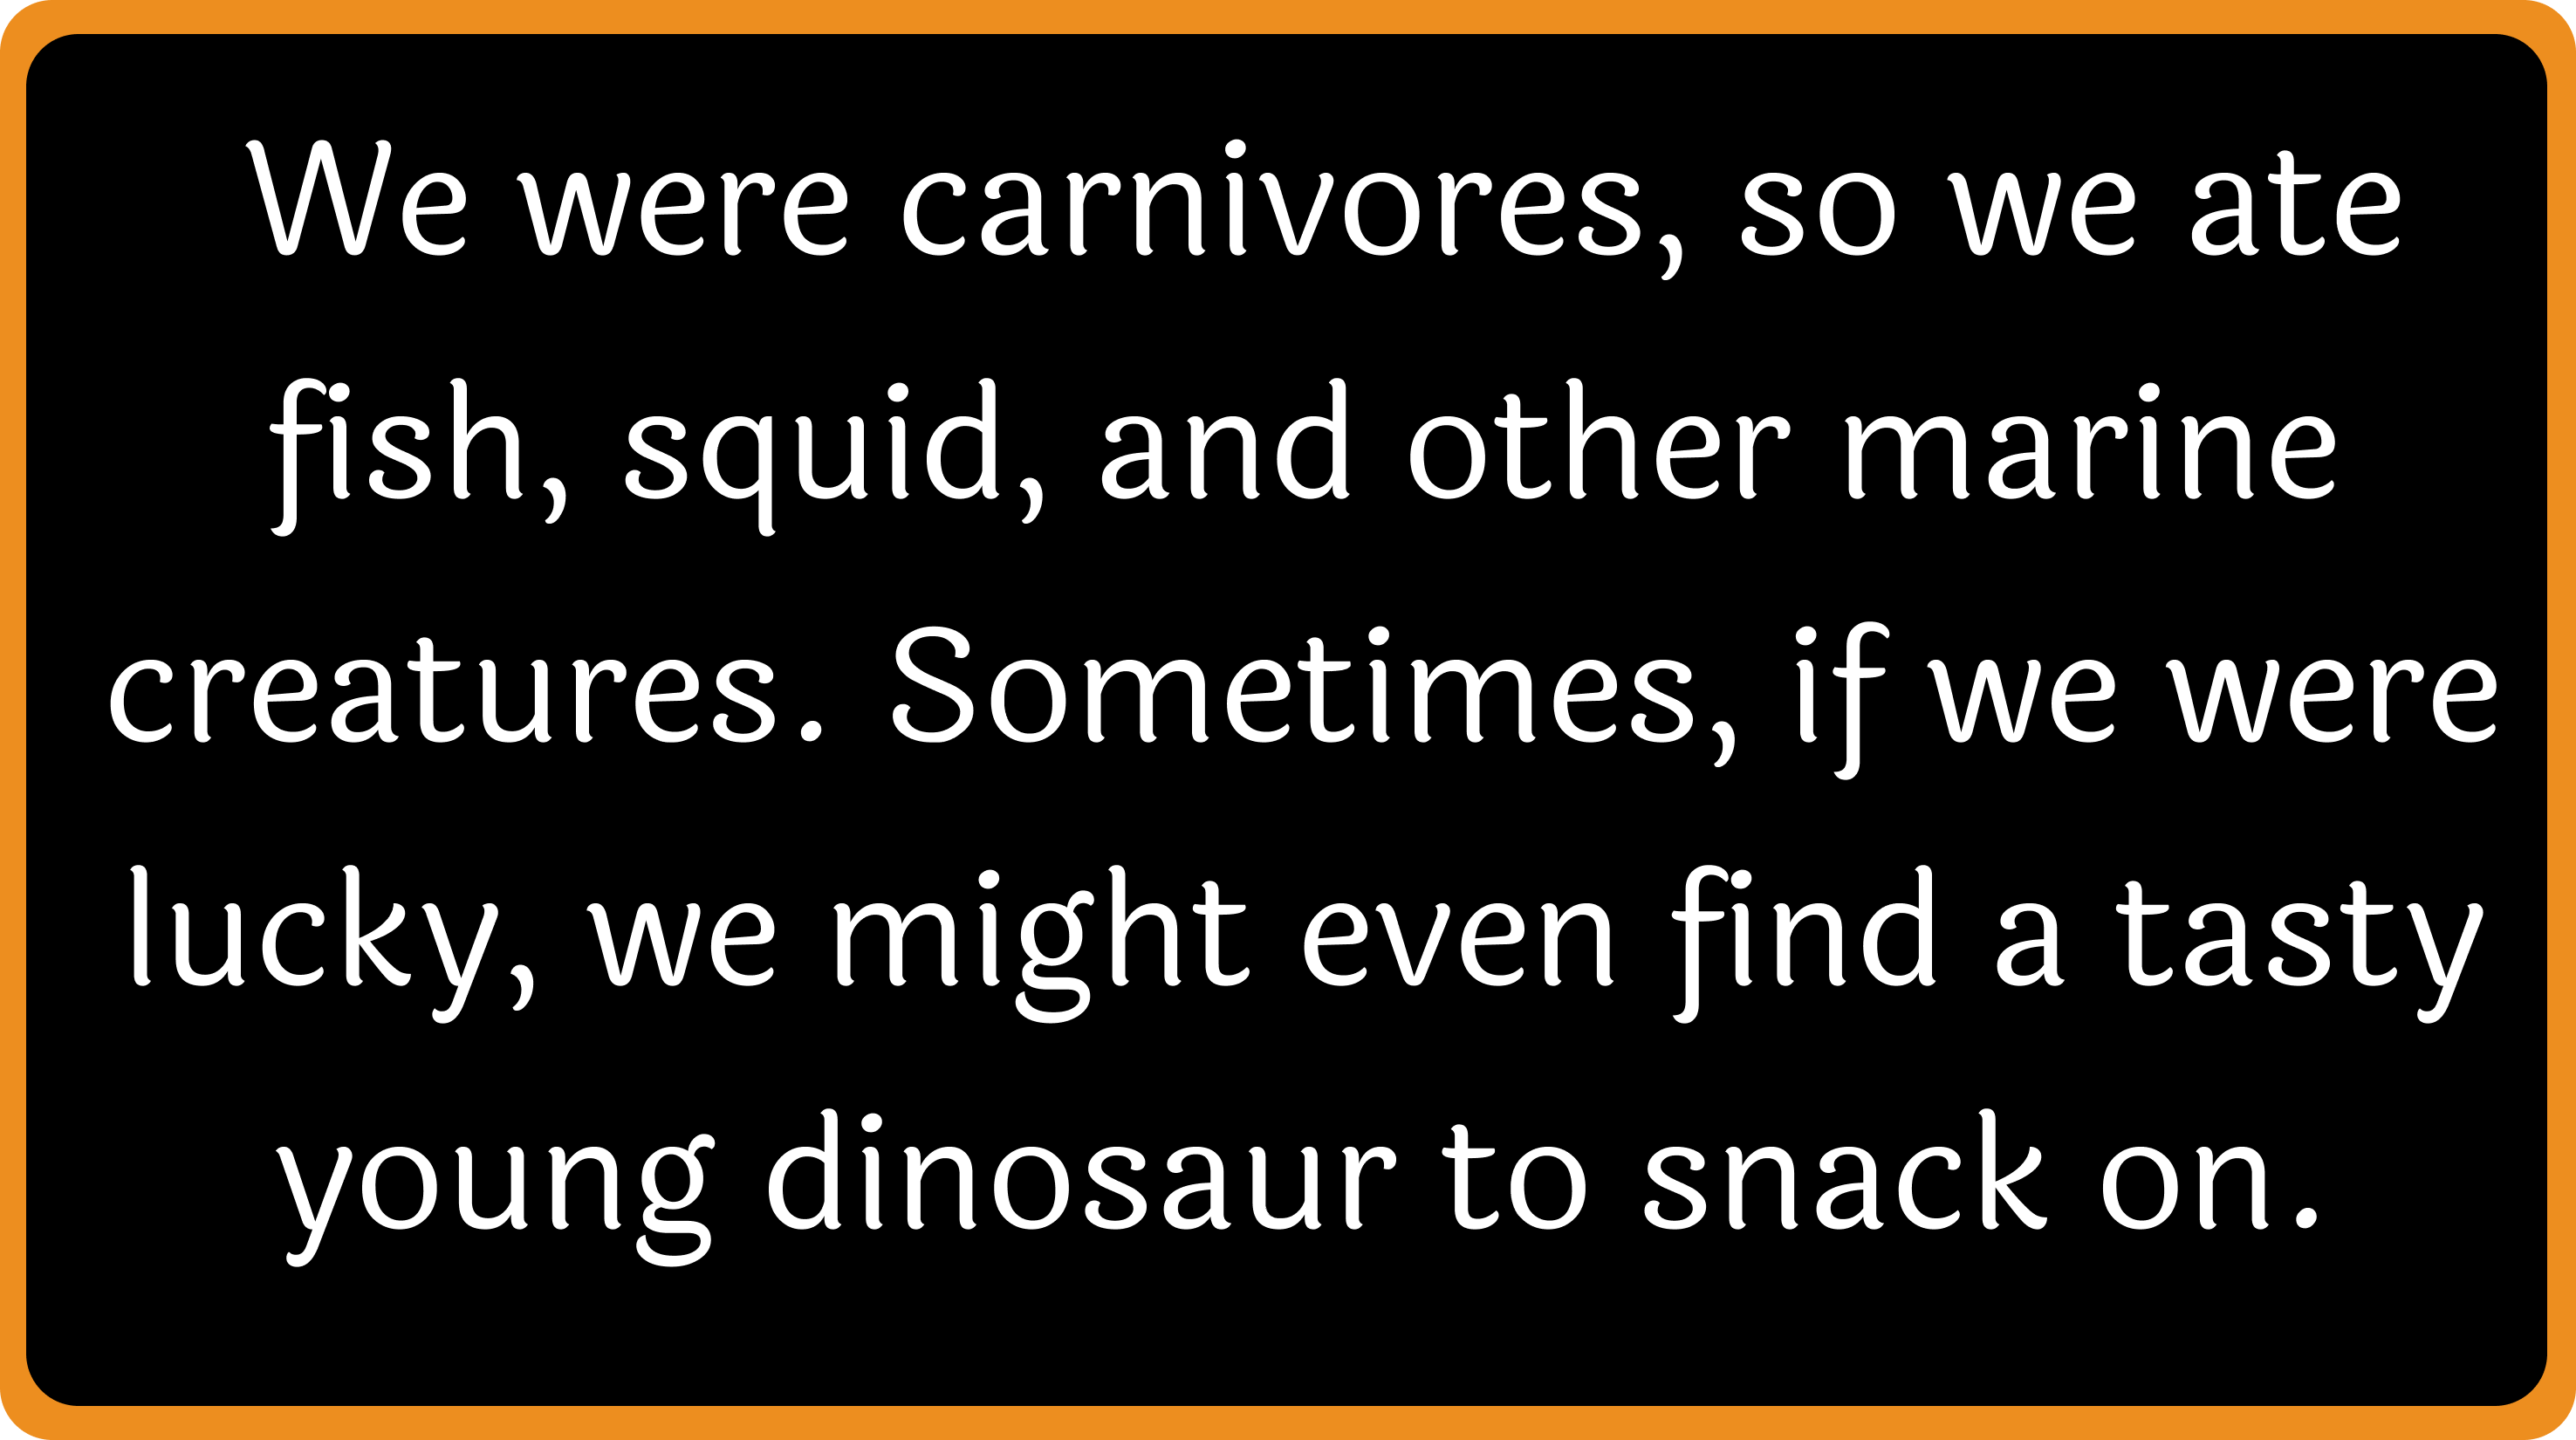 We were carnivores, so we ate
fish, squid, and other marine
creatures. Sometimes, if we were
lucky, we might even find a tasty
young dinosaur to snack on.